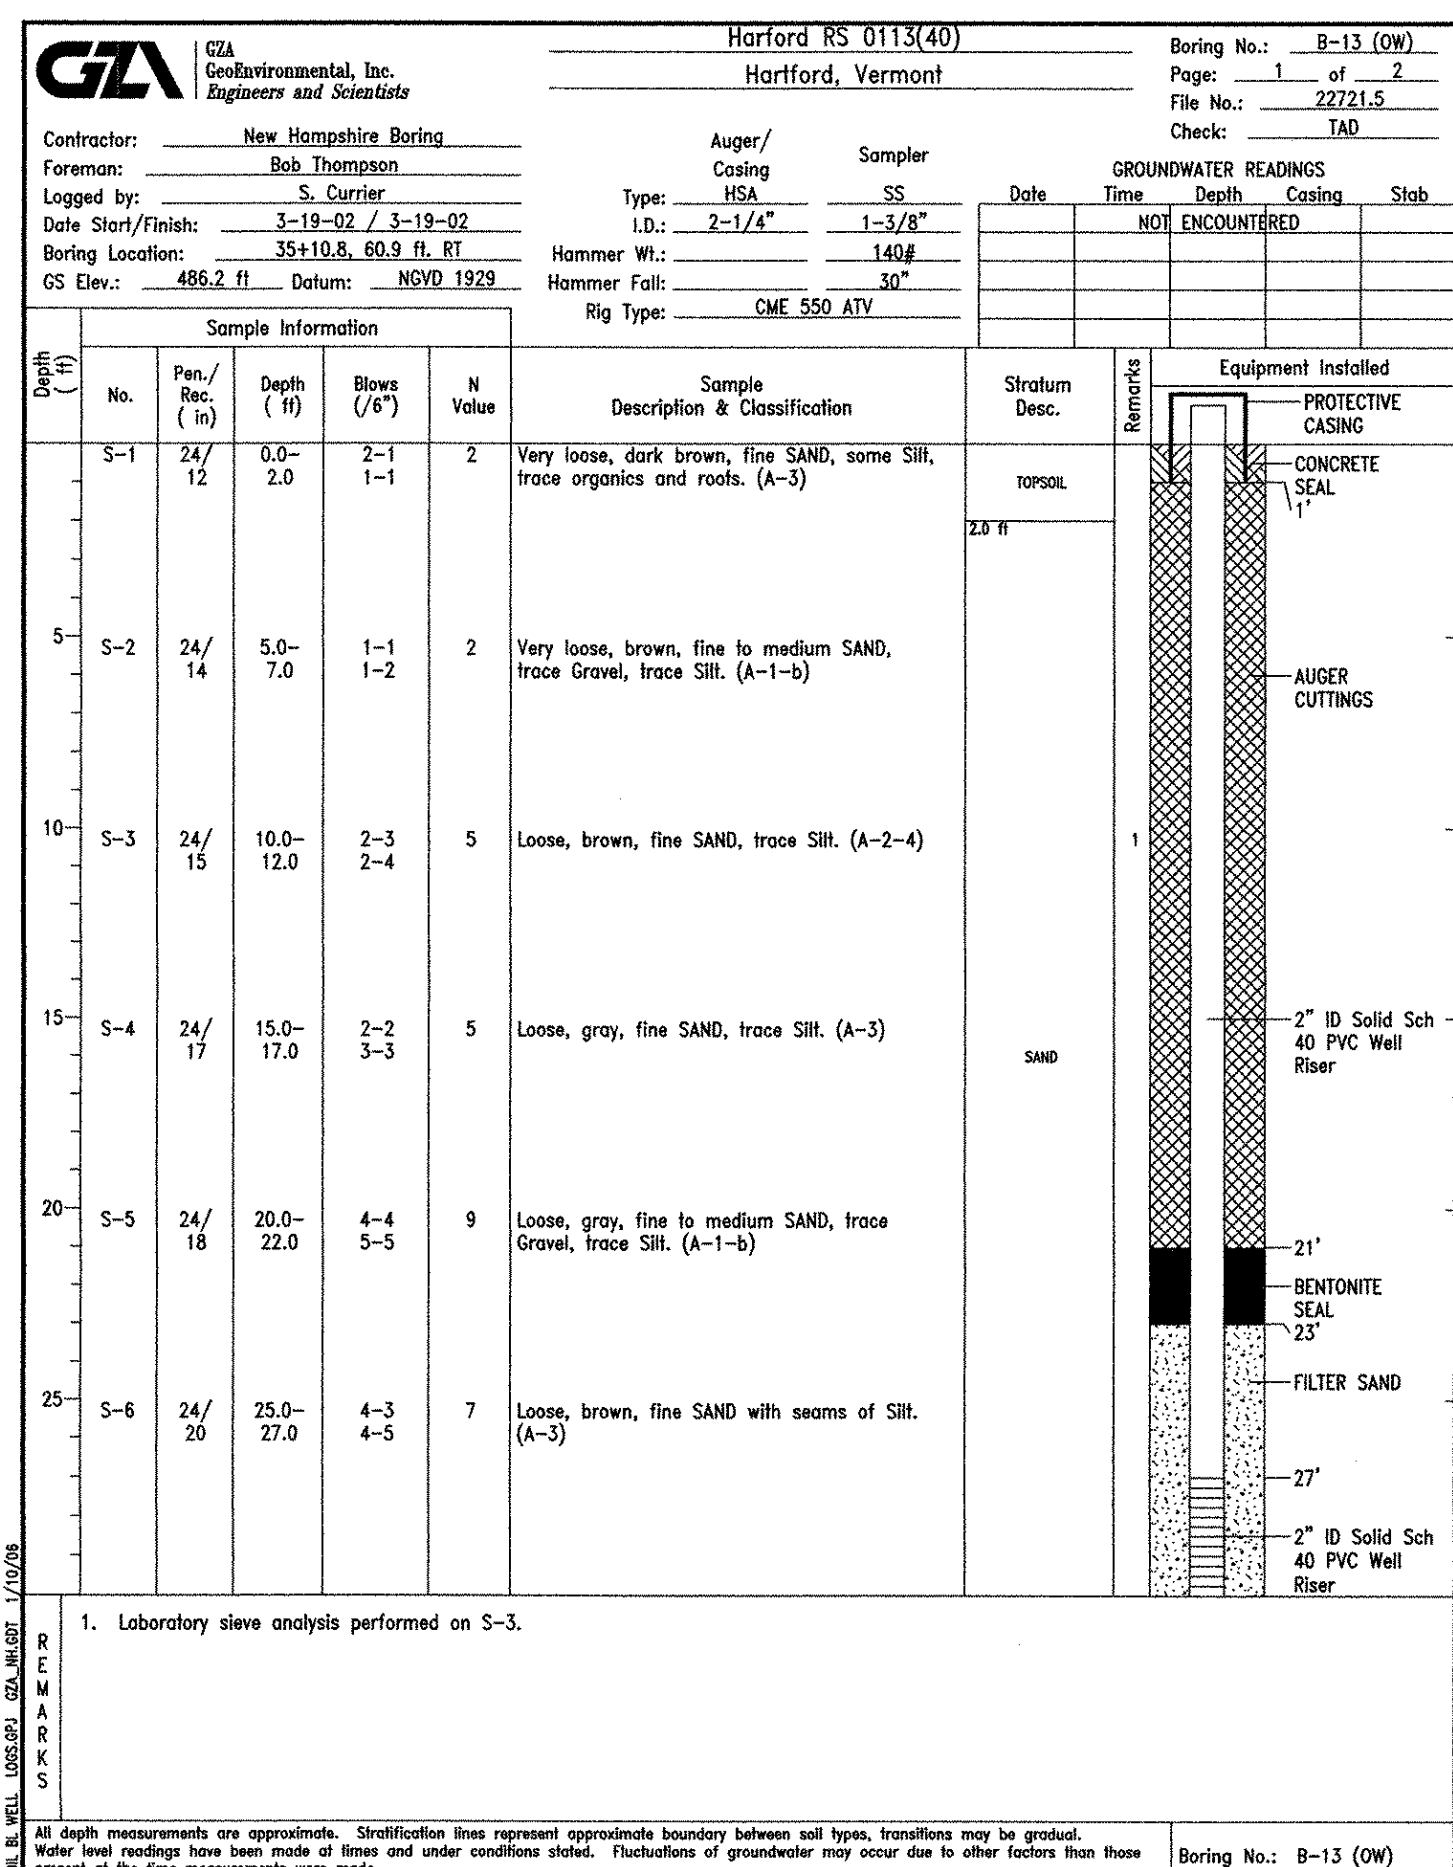 GZA
GZA
GeoEnvironmental, Inc.
Engineers and Scientists
Harford RS 0113(40)
Hartford, Vermont
Boring No.: B-13 (OW)
Page: 1 of 2
File No.: 22721.5
Check: TAD
Contractor: New Hampshire Boring
Foreman: Bob Thompson
Logged by: S. Currier
Date Start/Finish: 3-19-02 / 3-19-02
Boring Location: 35+10.8, 60.9 ft. RT
GS Elev.: 486.2 ft Datum: NGVD 1929
Auger/ Casing Sampler
Type: HSA SS
I.D.: 2-1/4" 1-3/8"
Hammer Wt.: 140#
Hammer Fall: 30"
Rig Type: CME 550 ATV
GROUNDWATER READINGS
Date Time Depth Casing Stab
NOT ENCOUNTERED
Depth (ft)
Sample Information
No. Pen./ Rec. ( in) Depth ( ft) Blows (/6") N Value
Sample Description & Classification
Stratum Desc.
Remarks
Equipment Installed
S-1 24/ 0.0- 2-1 2 Very loose, dark brown, fine SAND, some Silt,
12 2.0 1-1 trace organics and roots. (A-3)
TOPSOIL
2.0 ft
PROTECTIVE CASING
CONCRETE SEAL
1'
5 S-2 24/ 5.0- 1-1 2 Very loose, brown, fine to medium SAND,
14 7.0 1-2 trace Gravel, trace Silt. (A-1-b)
AUGER CUTTINGS
10 S-3 24/ 10.0- 2-3 5 Loose, brown, fine SAND, trace Silt. (A-2-4) 1
15 12.0 2-4
15 S-4 24/ 15.0- 2-2 5 Loose, gray, fine SAND, trace Silt. (A-3)
17 17.0 3-3
SAND
2" ID Solid Sch
40 PVC Well
Riser
20 S-5 24/ 20.0- 4-4 9 Loose, gray, fine to medium SAND, trace
18 22.0 5-5 Gravel, trace Silt. (A-1-b)
21'
BENTONITE SEAL
23'
FILTER SAND
25 S-6 24/ 25.0- 4-3 7 Loose, brown, fine SAND with seams of Silt.
20 27.0 4-5 (A-3)
27'
2" ID Solid Sch
40 PVC Well
Riser
REMARKS
1. Laboratory sieve analysis performed on S-3.
WELL LOGS.GPJ GZA_NH.GDT 1/10/06
All depth measurements are approximate. Stratification lines represent approximate boundary between soil types, transitions may be gradual.
Water level readings have been made at times and under conditions stated. Fluctuations of groundwater may occur due to other factors than those
present at the time measurements were made.
Boring No.: B-13 (OW)